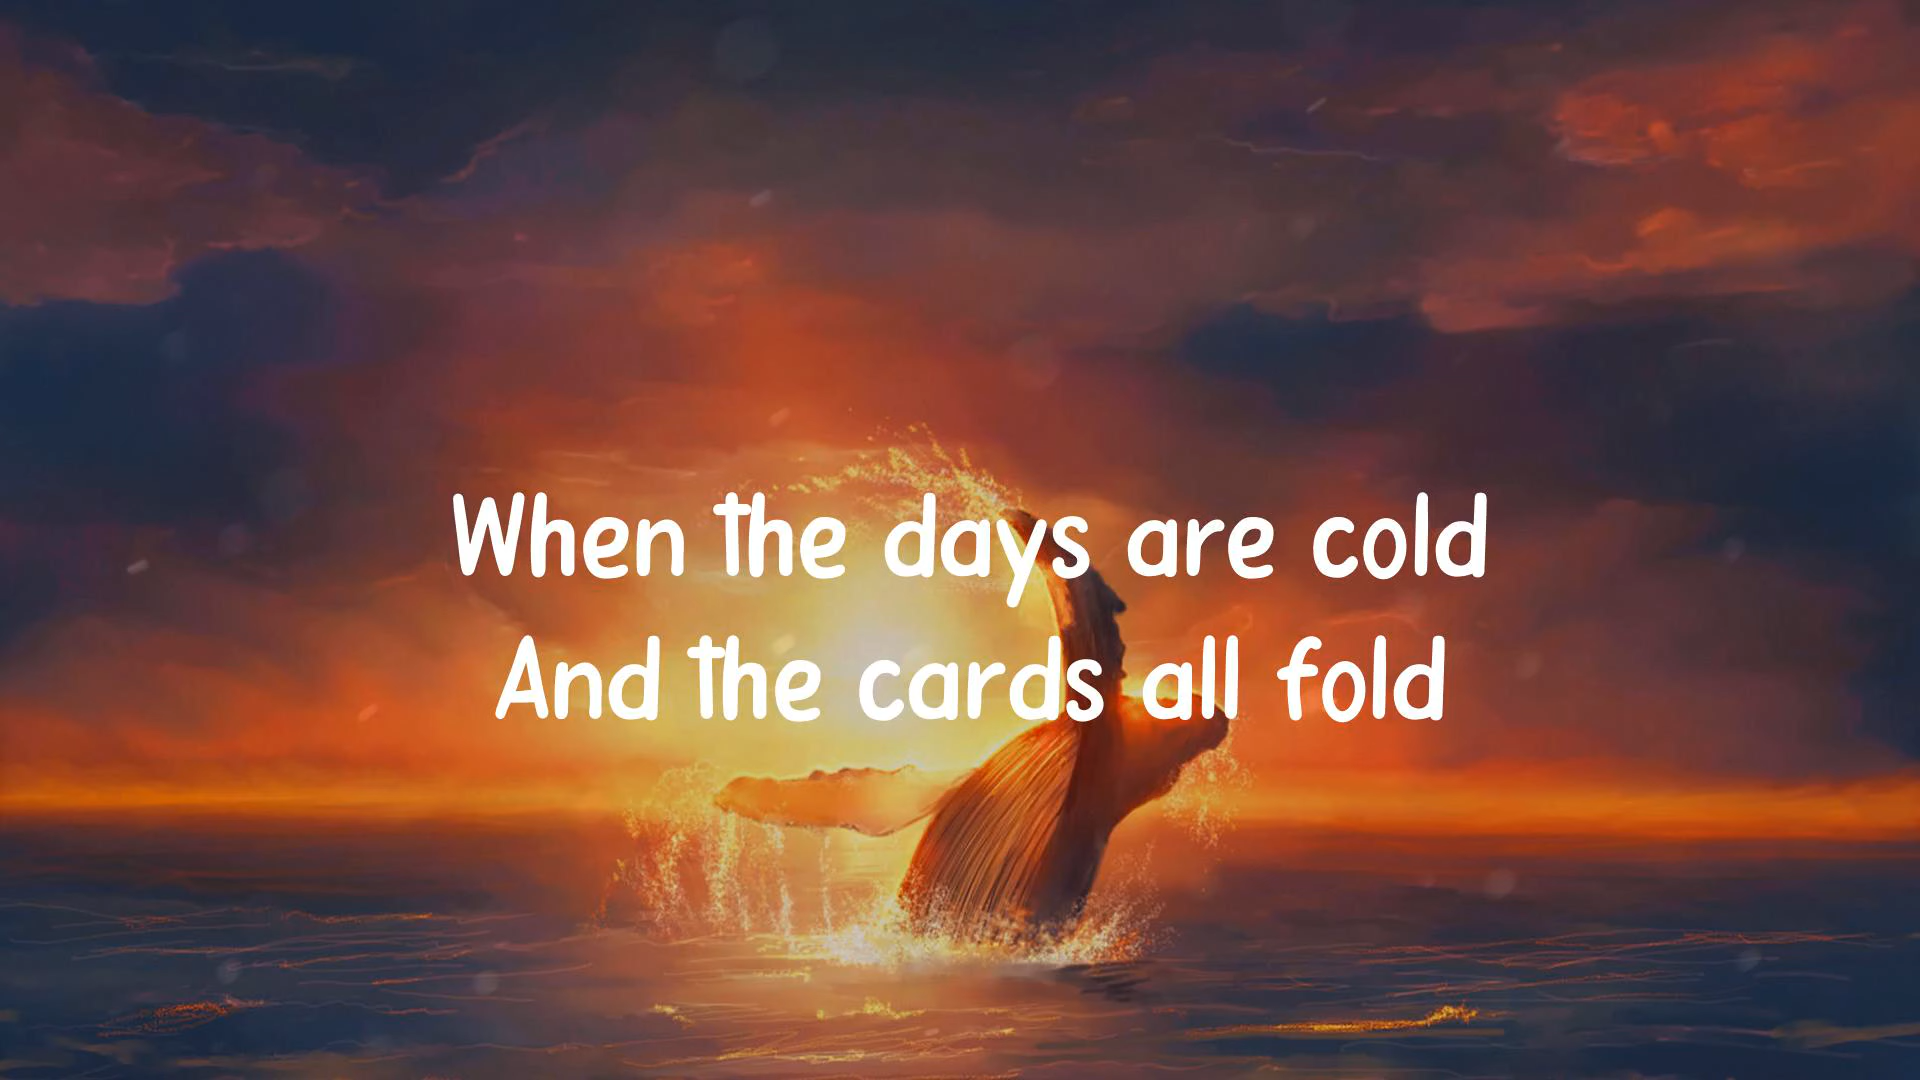 When the days are cold
And the cards all fold